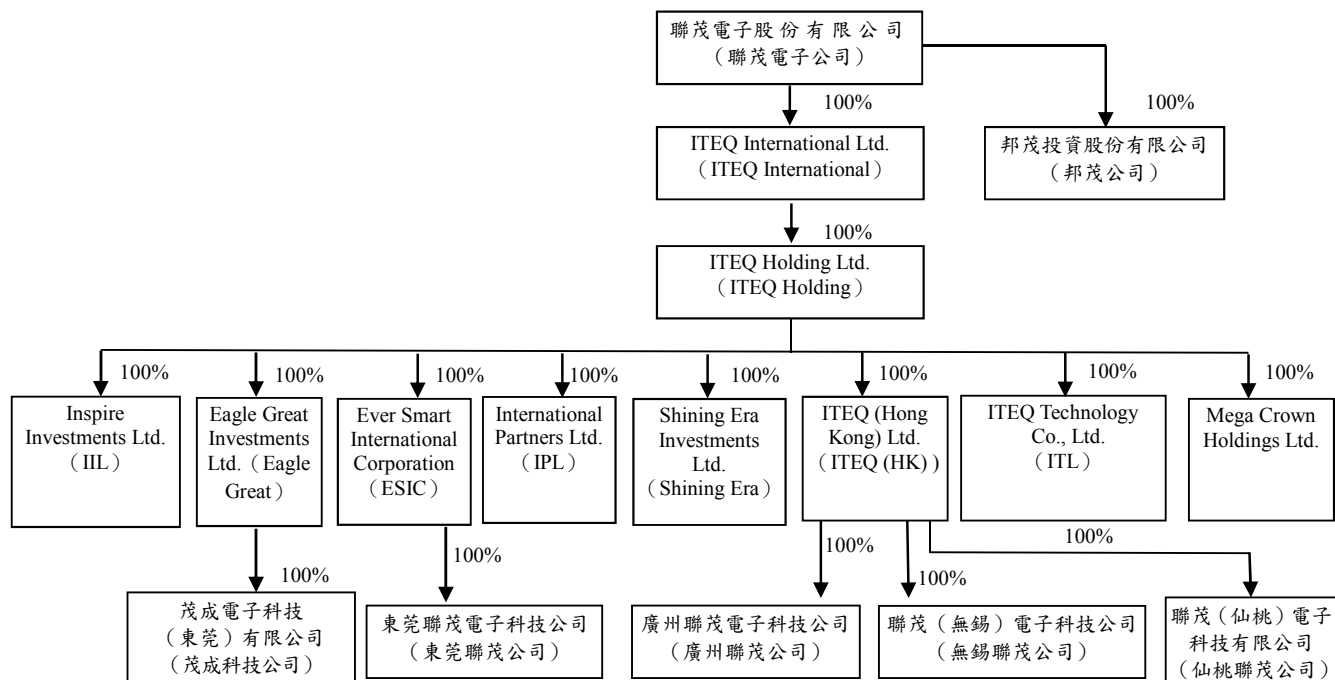 聯茂電子股份有限公司
（聯茂電子公司）
100%
100%
ITEQ International Ltd.
（ITEQ International）
邦茂投資股份有限公司
（邦茂公司）
100%
ITEQ Holding Ltd.
（ITEQ Holding）
100%
100%
100%
100%
100%
100%
100%
100%
Inspire
Investments Ltd.
（IIL）
Eagle Great
Investments
Ltd.（Eagle
Great）
Ever Smart
International
Corporation
（ESIC）
International
Partners Ltd.
（IPL）
Shining Era
Investments
Ltd.
（Shining Era）
ITEQ (Hong
Kong) Ltd.
（ITEQ (HK)）
ITEQ Technology
Co., Ltd.
（ITL）
Mega Crown
Holdings Ltd.
100%
100%
100%
100%
100%
茂成電子科技
（東莞）有限公司
（茂成科技公司）
東莞聯茂電子科技公司
（東莞聯茂公司）
廣州聯茂電子科技公司
（廣州聯茂公司）
聯茂（無錫）電子科技公司
（無錫聯茂公司）
聯茂（仙桃）電子
科技有限公司
（仙桃聯茂公司）